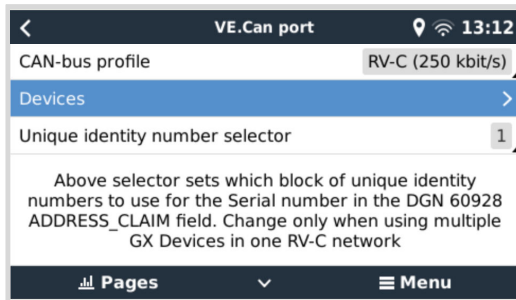 VE.Can port 13:12
CAN-bus profile RV-C (250 kbit/s)
Devices
Unique identity number selector 1
Above selector sets which block of unique identity
numbers to use for the Serial number in the DGN 60928
ADDRESS_CLAIM field. Change only when using multiple
GX Devices in one RV-C network
Pages Menu